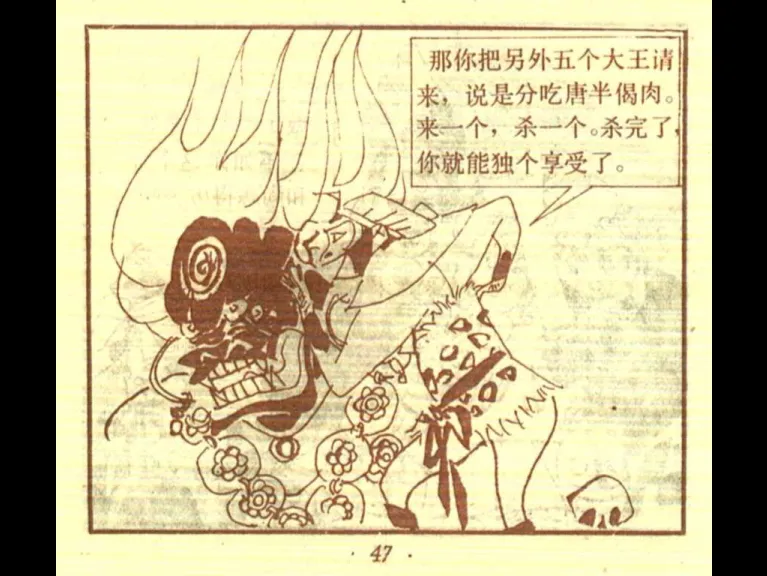 那你把另外五个大王请
来，说是分吃唐半偈肉。
来一个，杀一个。杀完了，
你就能独个享受了。
· 47 ·